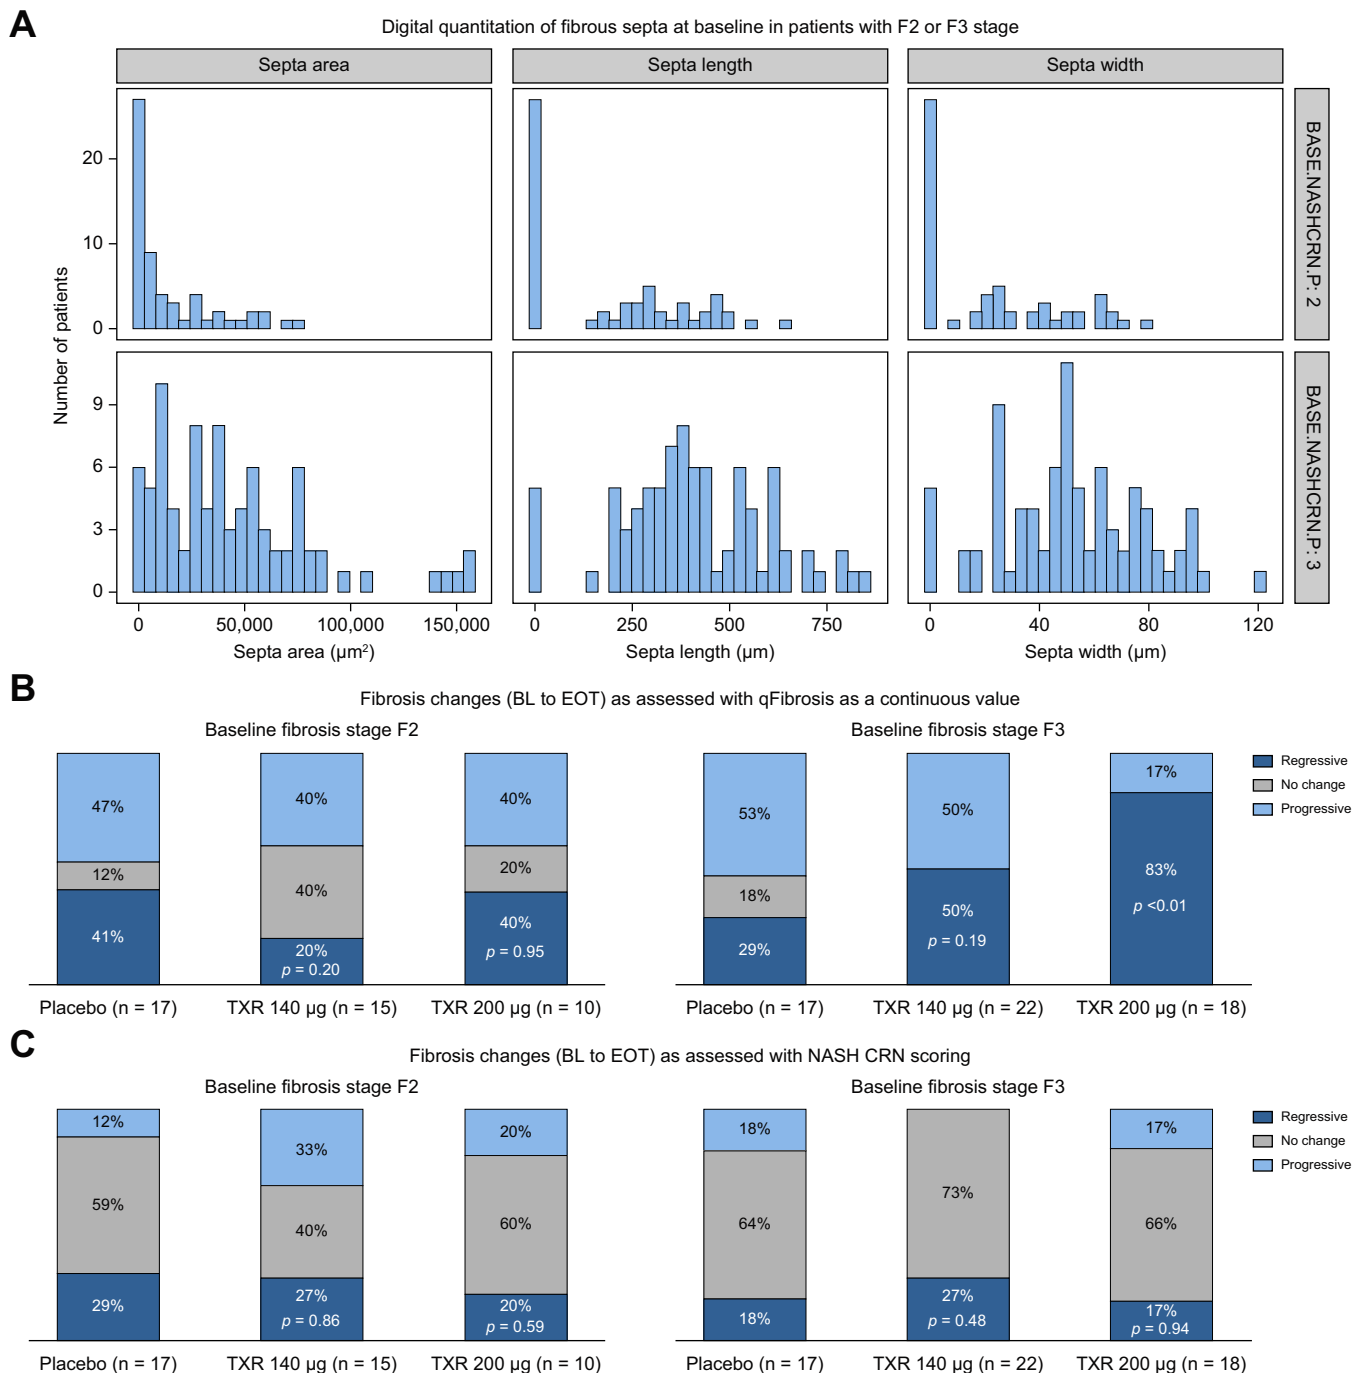 A
Digital quantitation of fibrous septa at baseline in patients with F2 or F3 stage
Septa area
Septa length
Septa width
Number of patients
20
10
0
BASE.NASHCRN.P: 2
9
6
3
0
BASE.NASHCRN.P: 3
0 50,000 100,000 150,000
0 250 500 750
0 40 80 120
Septa area (µm²)
Septa length (µm)
Septa width (µm)
B
Fibrosis changes (BL to EOT) as assessed with qFibrosis as a continuous value
Baseline fibrosis stage F2
47%
12%
41%
40%
40%
20%
p = 0.20
40%
20%
40%
p = 0.95
Placebo (n = 17)
TXR 140 µg (n = 15)
TXR 200 µg (n = 10)
Baseline fibrosis stage F3
53%
18%
29%
50%
50%
p = 0.19
17%
83%
p <0.01
Placebo (n = 17)
TXR 140 µg (n = 22)
TXR 200 µg (n = 18)
Regressive
No change
Progressive
C
Fibrosis changes (BL to EOT) as assessed with NASH CRN scoring
Baseline fibrosis stage F2
12%
59%
29%
33%
40%
27%
p = 0.86
20%
60%
20%
p = 0.59
Placebo (n = 17)
TXR 140 µg (n = 15)
TXR 200 µg (n = 10)
Baseline fibrosis stage F3
18%
64%
18%
73%
27%
p = 0.48
17%
66%
17%
p = 0.94
Placebo (n = 17)
TXR 140 µg (n = 22)
TXR 200 µg (n = 18)
Regressive
No change
Progressive